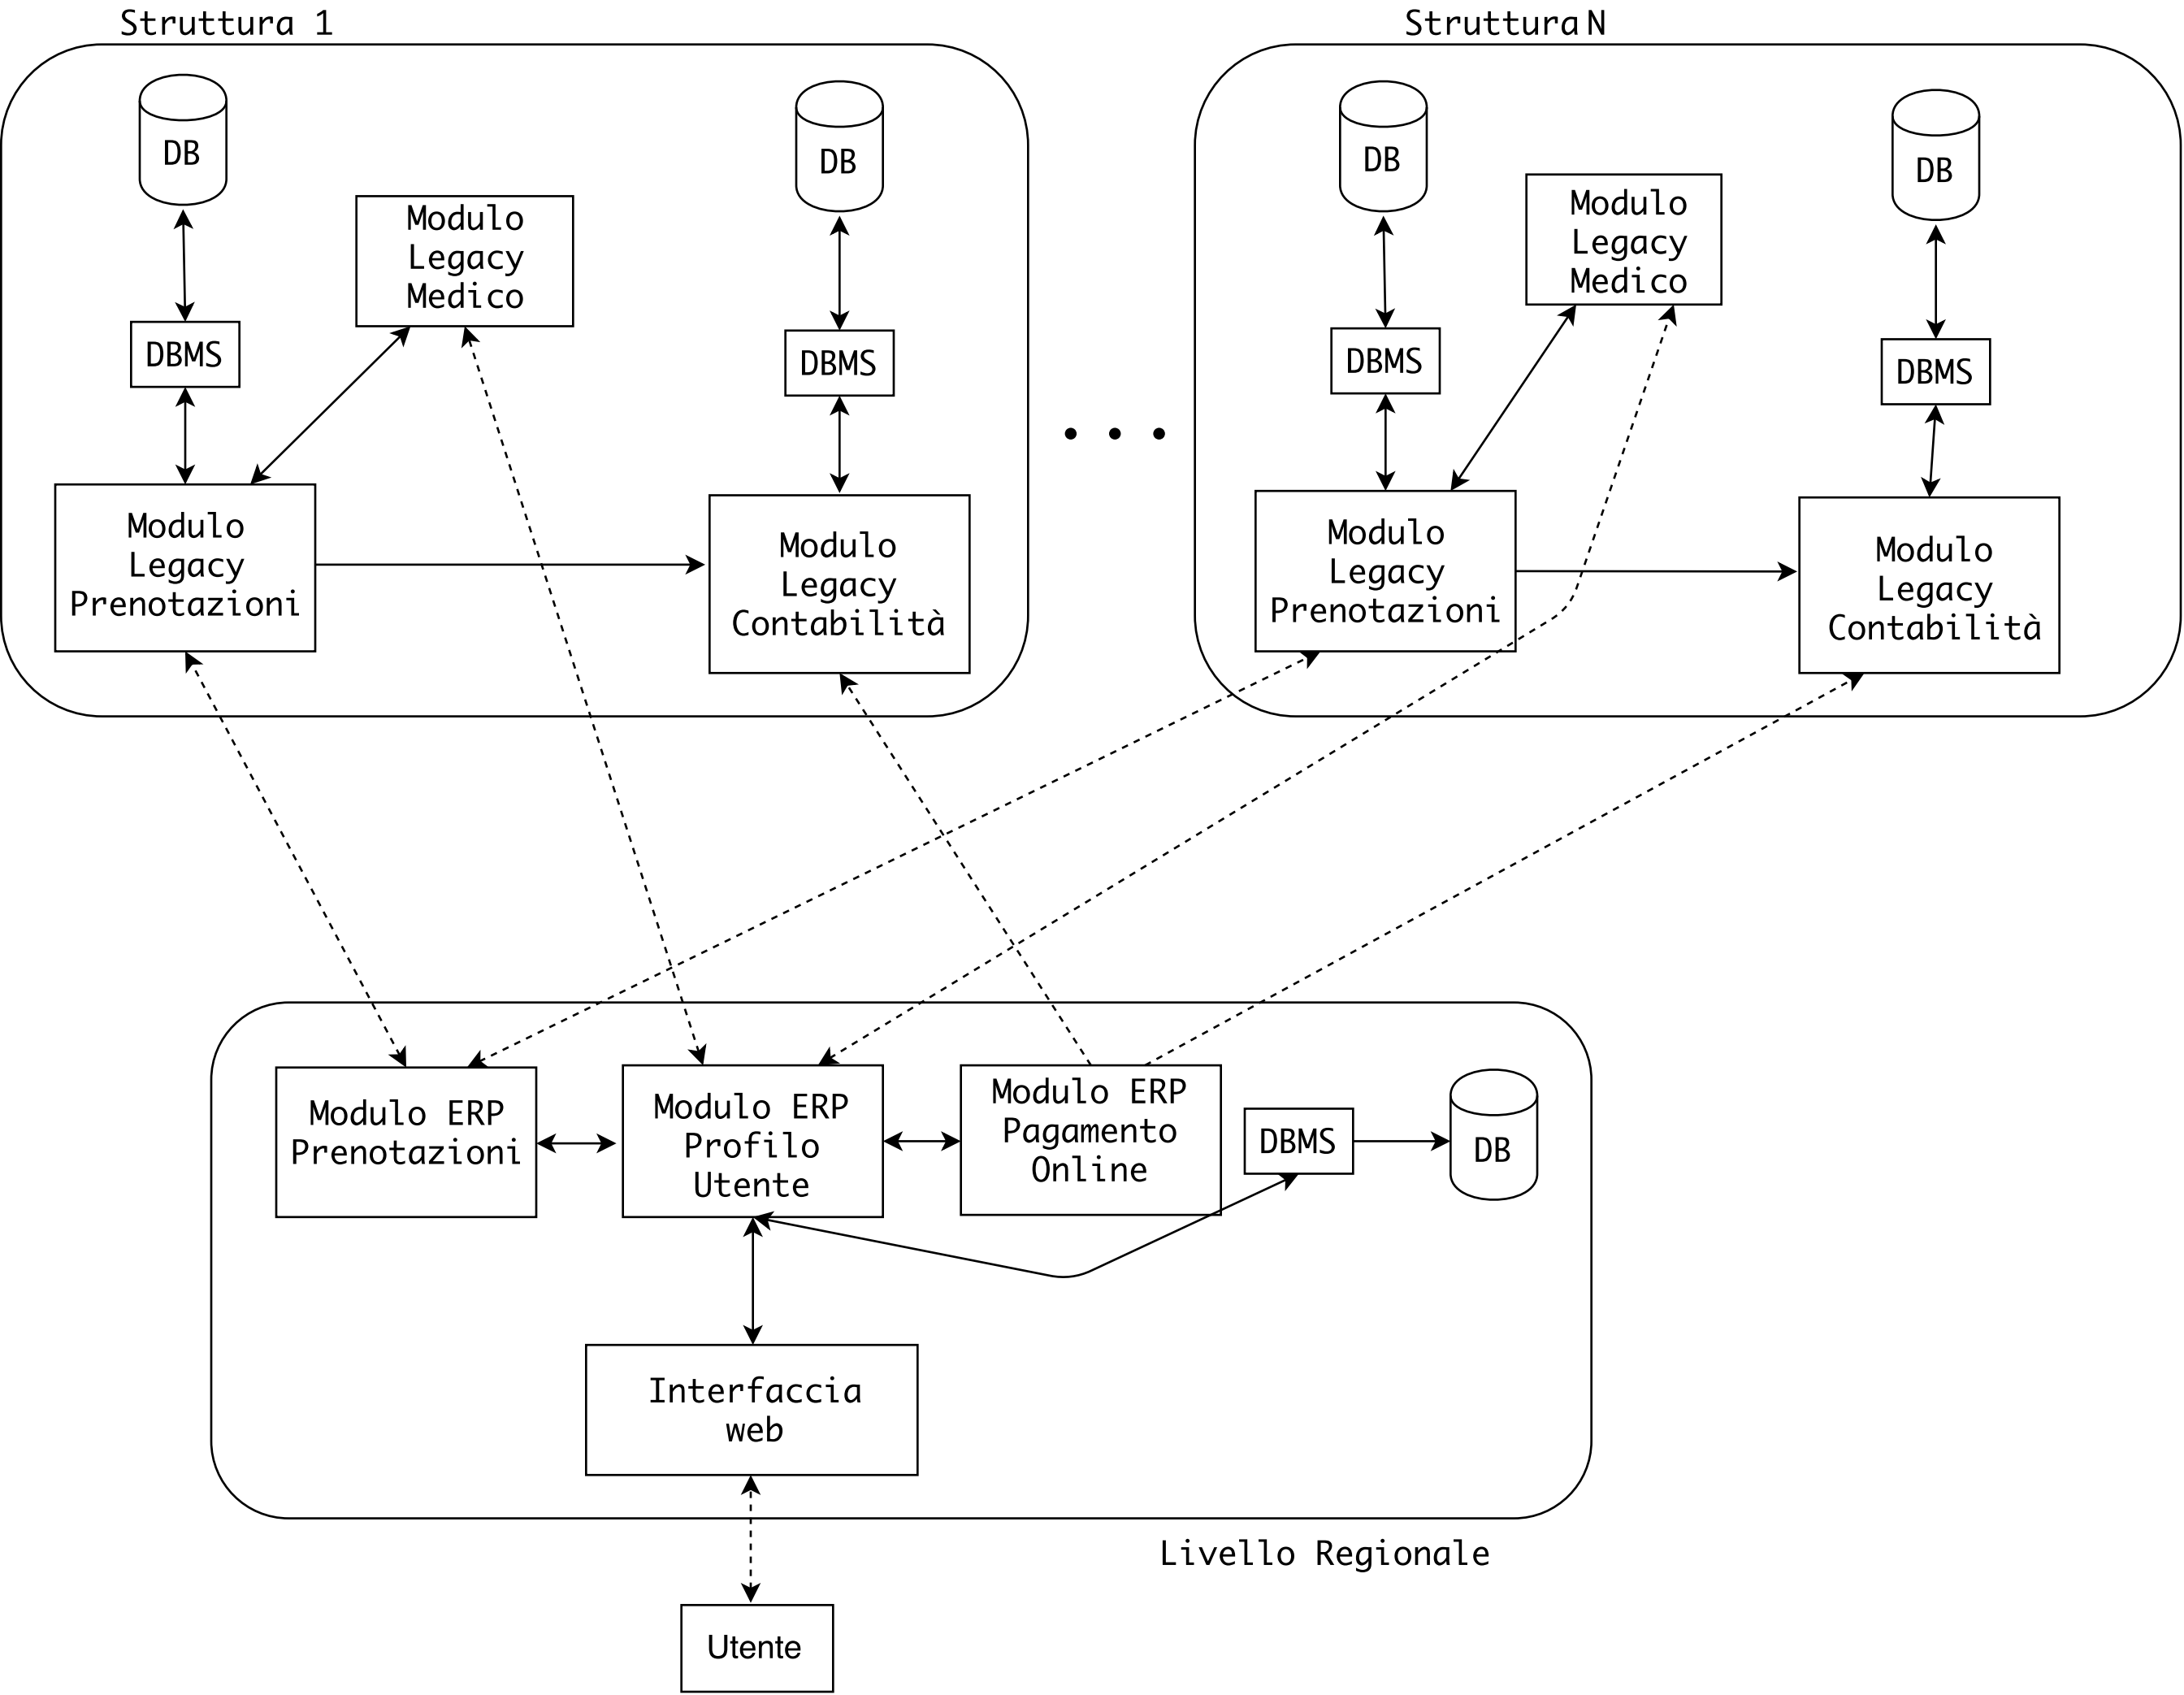 Struttura 1
Struttura N
DB
Modulo
Legacy
Medico
DB
DBMS
DBMS
Modulo
Legacy
Prenotazioni
Modulo
Legacy
Contabilità
DB
Modulo
Legacy
Medico
DB
DBMS
DBMS
Modulo
Legacy
Prenotazioni
Modulo
Legacy
Contabilità
Modulo ERP
Prenotazioni
Modulo ERP
Profilo
Utente
Modulo ERP
Pagamento
Online
DBMS
DB
Interfaccia
web
Livello Regionale
Utente